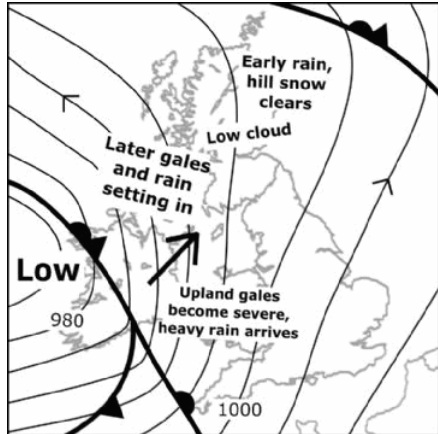 Early rain,
hill snow
clears
Low cloud
Later gales
and rain
setting in
Low
980
Upland gales
become severe,
heavy rain arrives
1000